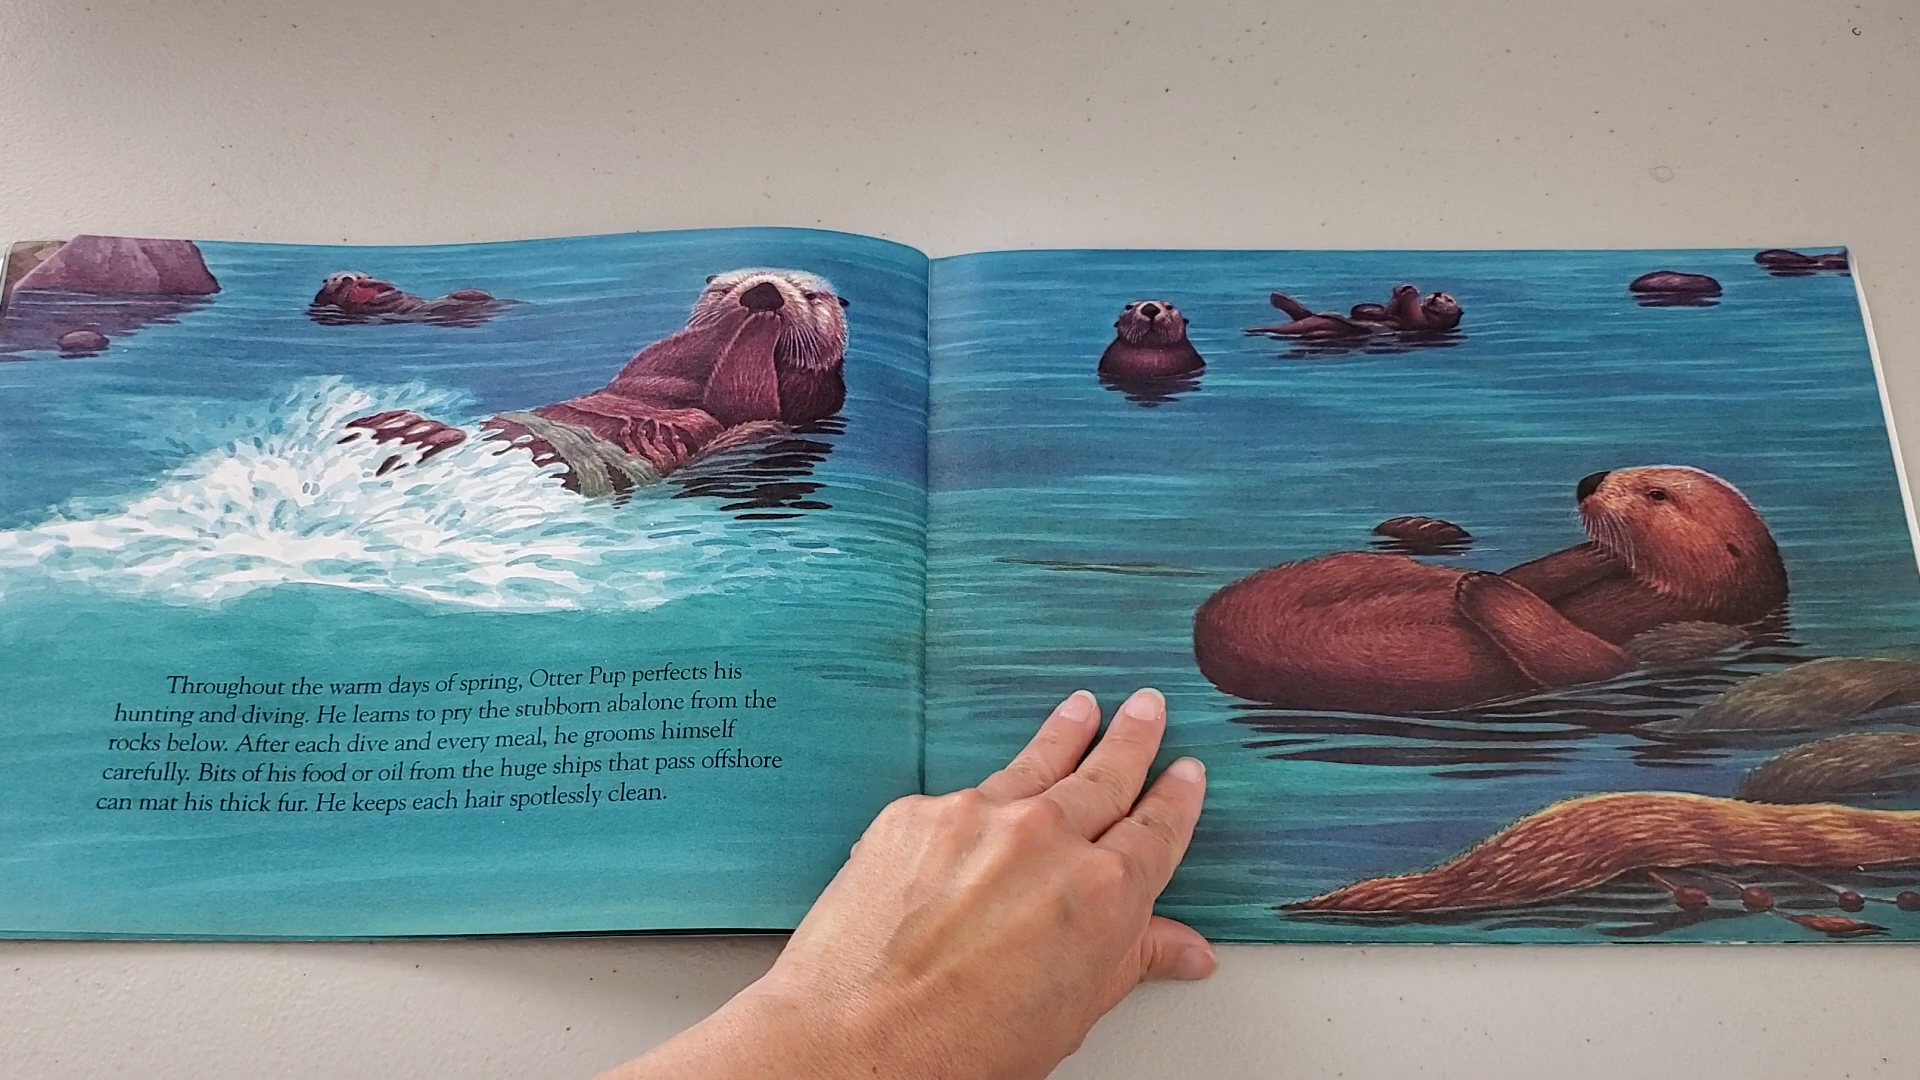 Throughout the warm days of spring, Otter Pup perfects his
hunting and diving. He learns to pry the stubborn abalone from the
rocks below. After each dive and every meal, he grooms himself
carefully. Bits of his food or oil from the huge ships that pass offshore
can mat his thick fur. He keeps each hair spotlessly clean.